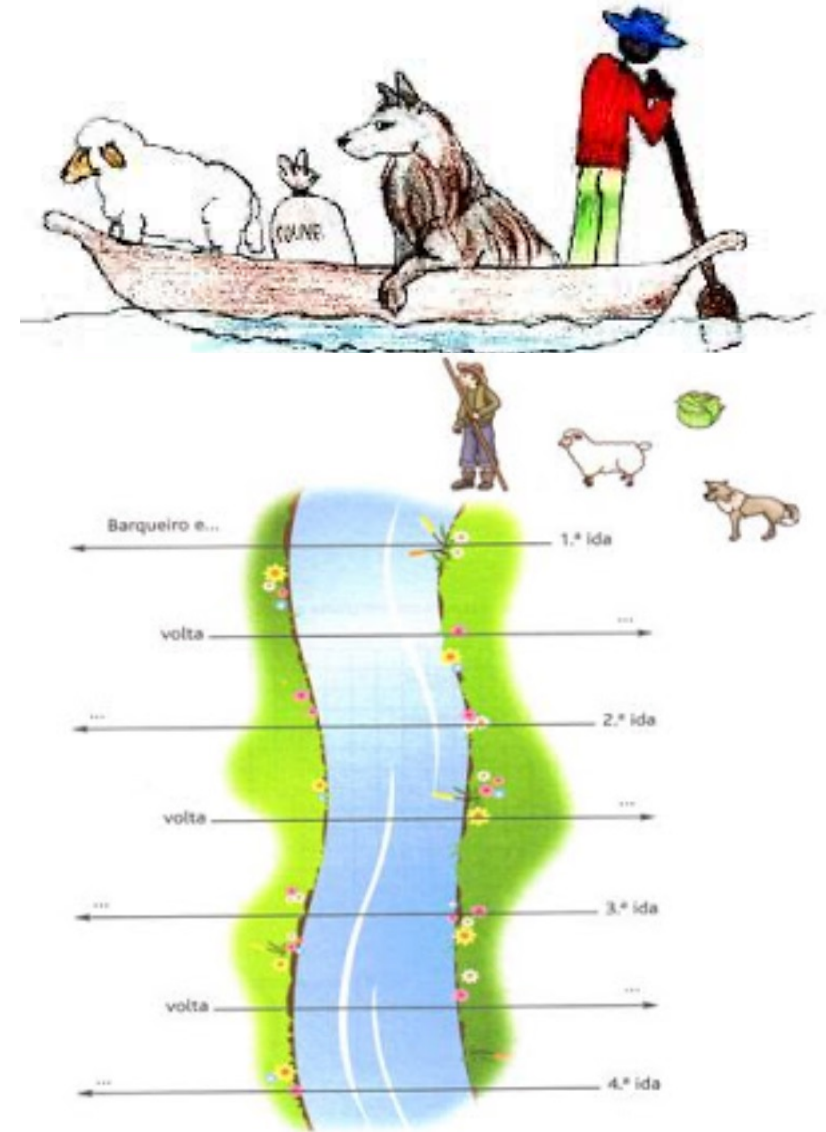 COUVE
Barqueiro e...
1.ª ida
volta
...
...
2.ª ida
volta
...
...
3.ª ida
volta
...
...
4.ª ida